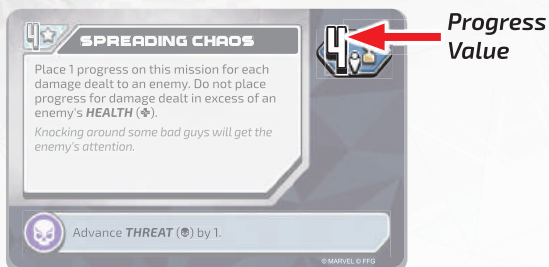 4 SPREADING CHAOS
4
Progress
Value
Place 1 progress on this mission for each
damage dealt to an enemy. Do not place
progress for damage dealt in excess of an
enemy's HEALTH ().
Knocking around some bad guys will get the
enemy's attention.
Advance THREAT () by 1.
© MARVEL © FFG